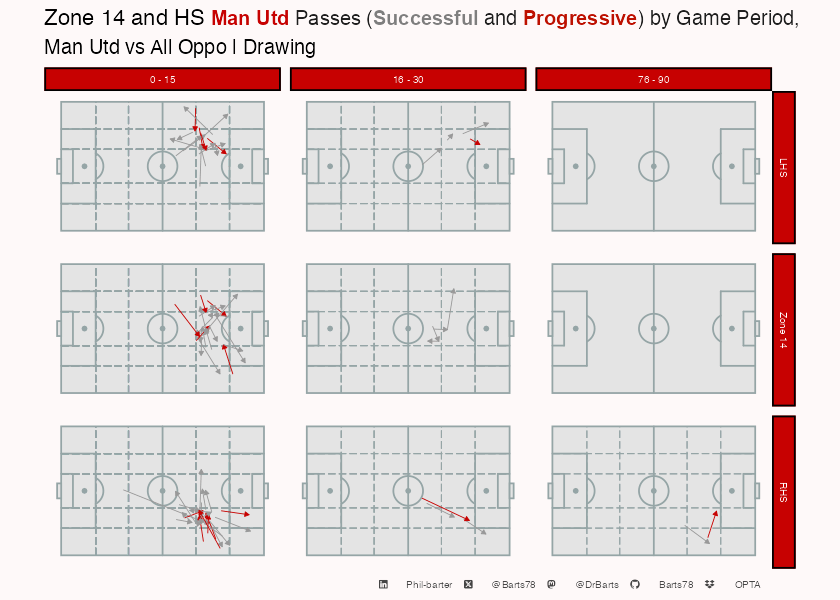 Zone 14 and HS Man Utd Passes (Successful and Progressive) by Game Period,
Man Utd vs All Oppo | Drawing
0 - 15
16 - 30
76 - 90
LHS
Zone 14
RHS
Phil-barter @Barts78 @DrBarts Barts78 OPTA